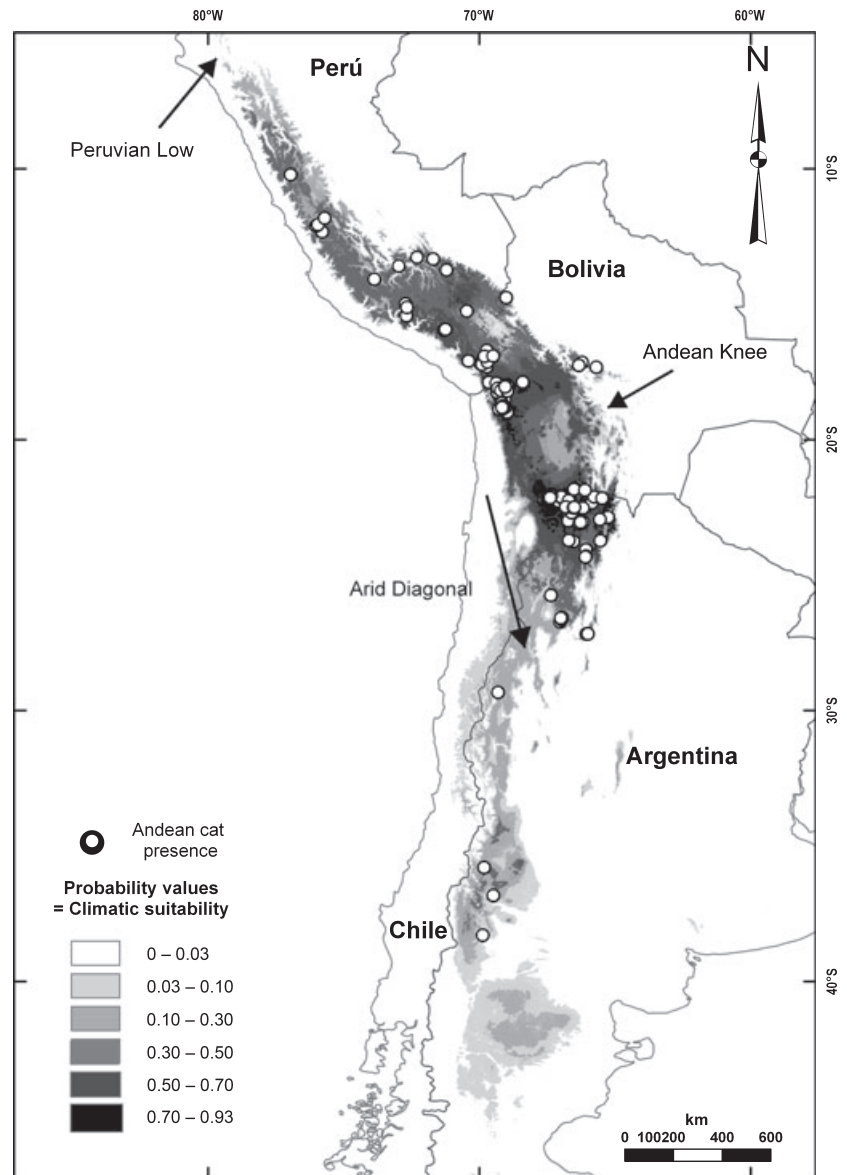 80°W 70°W 60°W
N
Perú
Peruvian Low
10°S
Bolivia
Andean Knee
20°S
Arid Diagonal
30°S
Argentina
Andean cat
presence
Probability values
= Climatic suitability
Chile
0 – 0.03
40°S
0.03 – 0.10
0.10 – 0.30
0.30 – 0.50
0.50 – 0.70
0.70 – 0.93
km
0 100 200 400 600